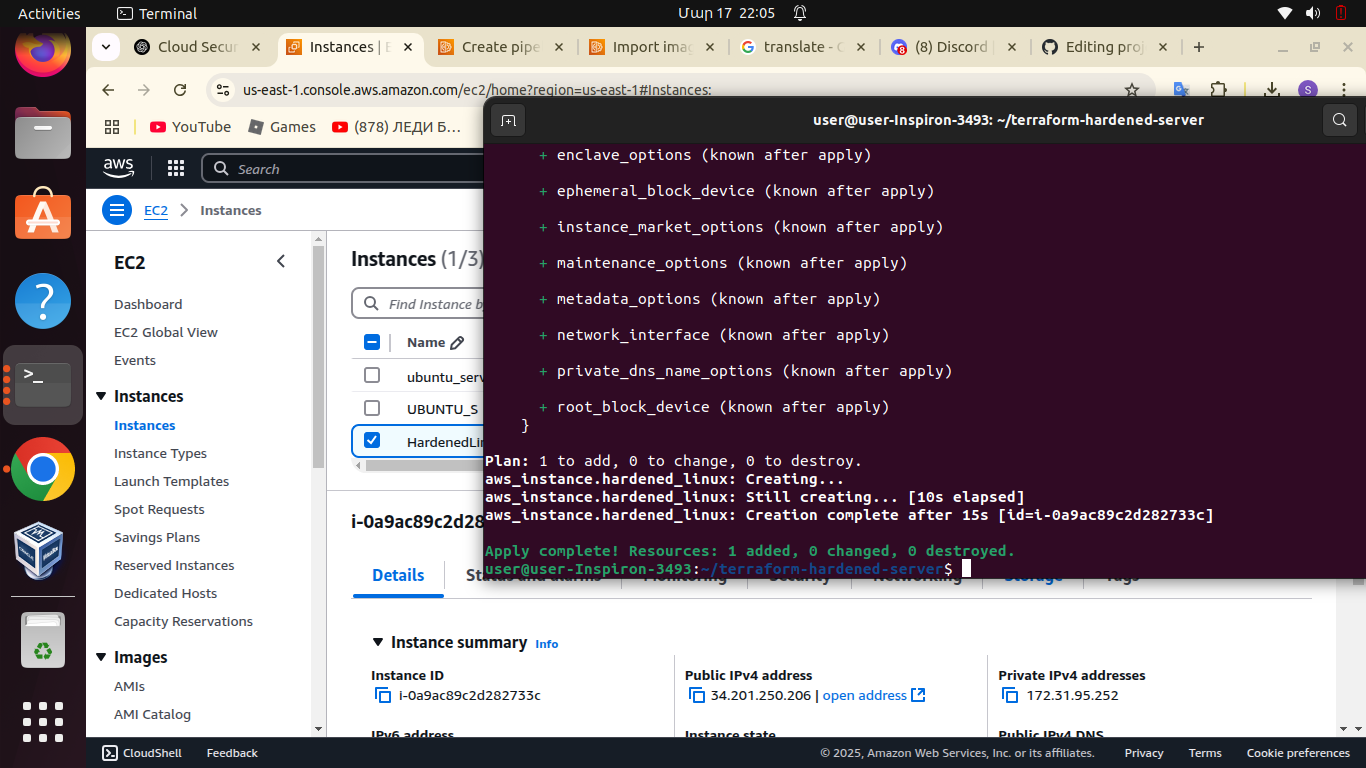 Activities
Terminal
Մար 17 22:05
Cloud Secur
Instances | E
Create pipe
Import imag
translate - G
(8) Discord
Editing proj
us-east-1.console.aws.amazon.com/ec2/home?region=us-east-1#Instances:
S
YouTube
Games
(878) ЛЕДИ Б…
user@user-Inspiron-3493: ~/terraform-hardened-server
aws
Search
EC2
Instances
EC2
Dashboard
EC2 Global View
Events
Instances
Instances
Instance Types
Launch Templates
Spot Requests
Savings Plans
Reserved Instances
Dedicated Hosts
Capacity Reservations
Images
AMIs
AMI Catalog
Instances (1/3)
Find Instance b
Name
ubuntu_serv
UBUNTU_S
HardenedLin
+ enclave_options (known after apply)
+ ephemeral_block_device (known after apply)
+ instance_market_options (known after apply)
+ maintenance_options (known after apply)
+ metadata_options (known after apply)
+ network_interface (known after apply)
+ private_dns_name_options (known after apply)
+ root_block_device (known after apply)
}
Plan: 1 to add, 0 to change, 0 to destroy.
aws_instance.hardened_linux: Creating...
aws_instance.hardened_linux: Still creating... [10s elapsed]
aws_instance.hardened_linux: Creation complete after 15s [id=i-0a9ac89c2d282733c]
Apply complete! Resources: 1 added, 0 changed, 0 destroyed.
user@user-Inspiron-3493:~/terraform-hardened-server$
i-0a9ac89c2d28
Details
Status and alarms
Monitoring
Security
Networking
Storage
Tags
Instance summary Info
Instance ID
i-0a9ac89c2d282733c
Public IPv4 address
34.201.250.206 | open address
Private IPv4 addresses
172.31.95.252
IPv6 address
Instance state
Public IPv4 DNS
CloudShell
Feedback
© 2025, Amazon Web Services, Inc. or its affiliates.
Privacy
Terms
Cookie preferences